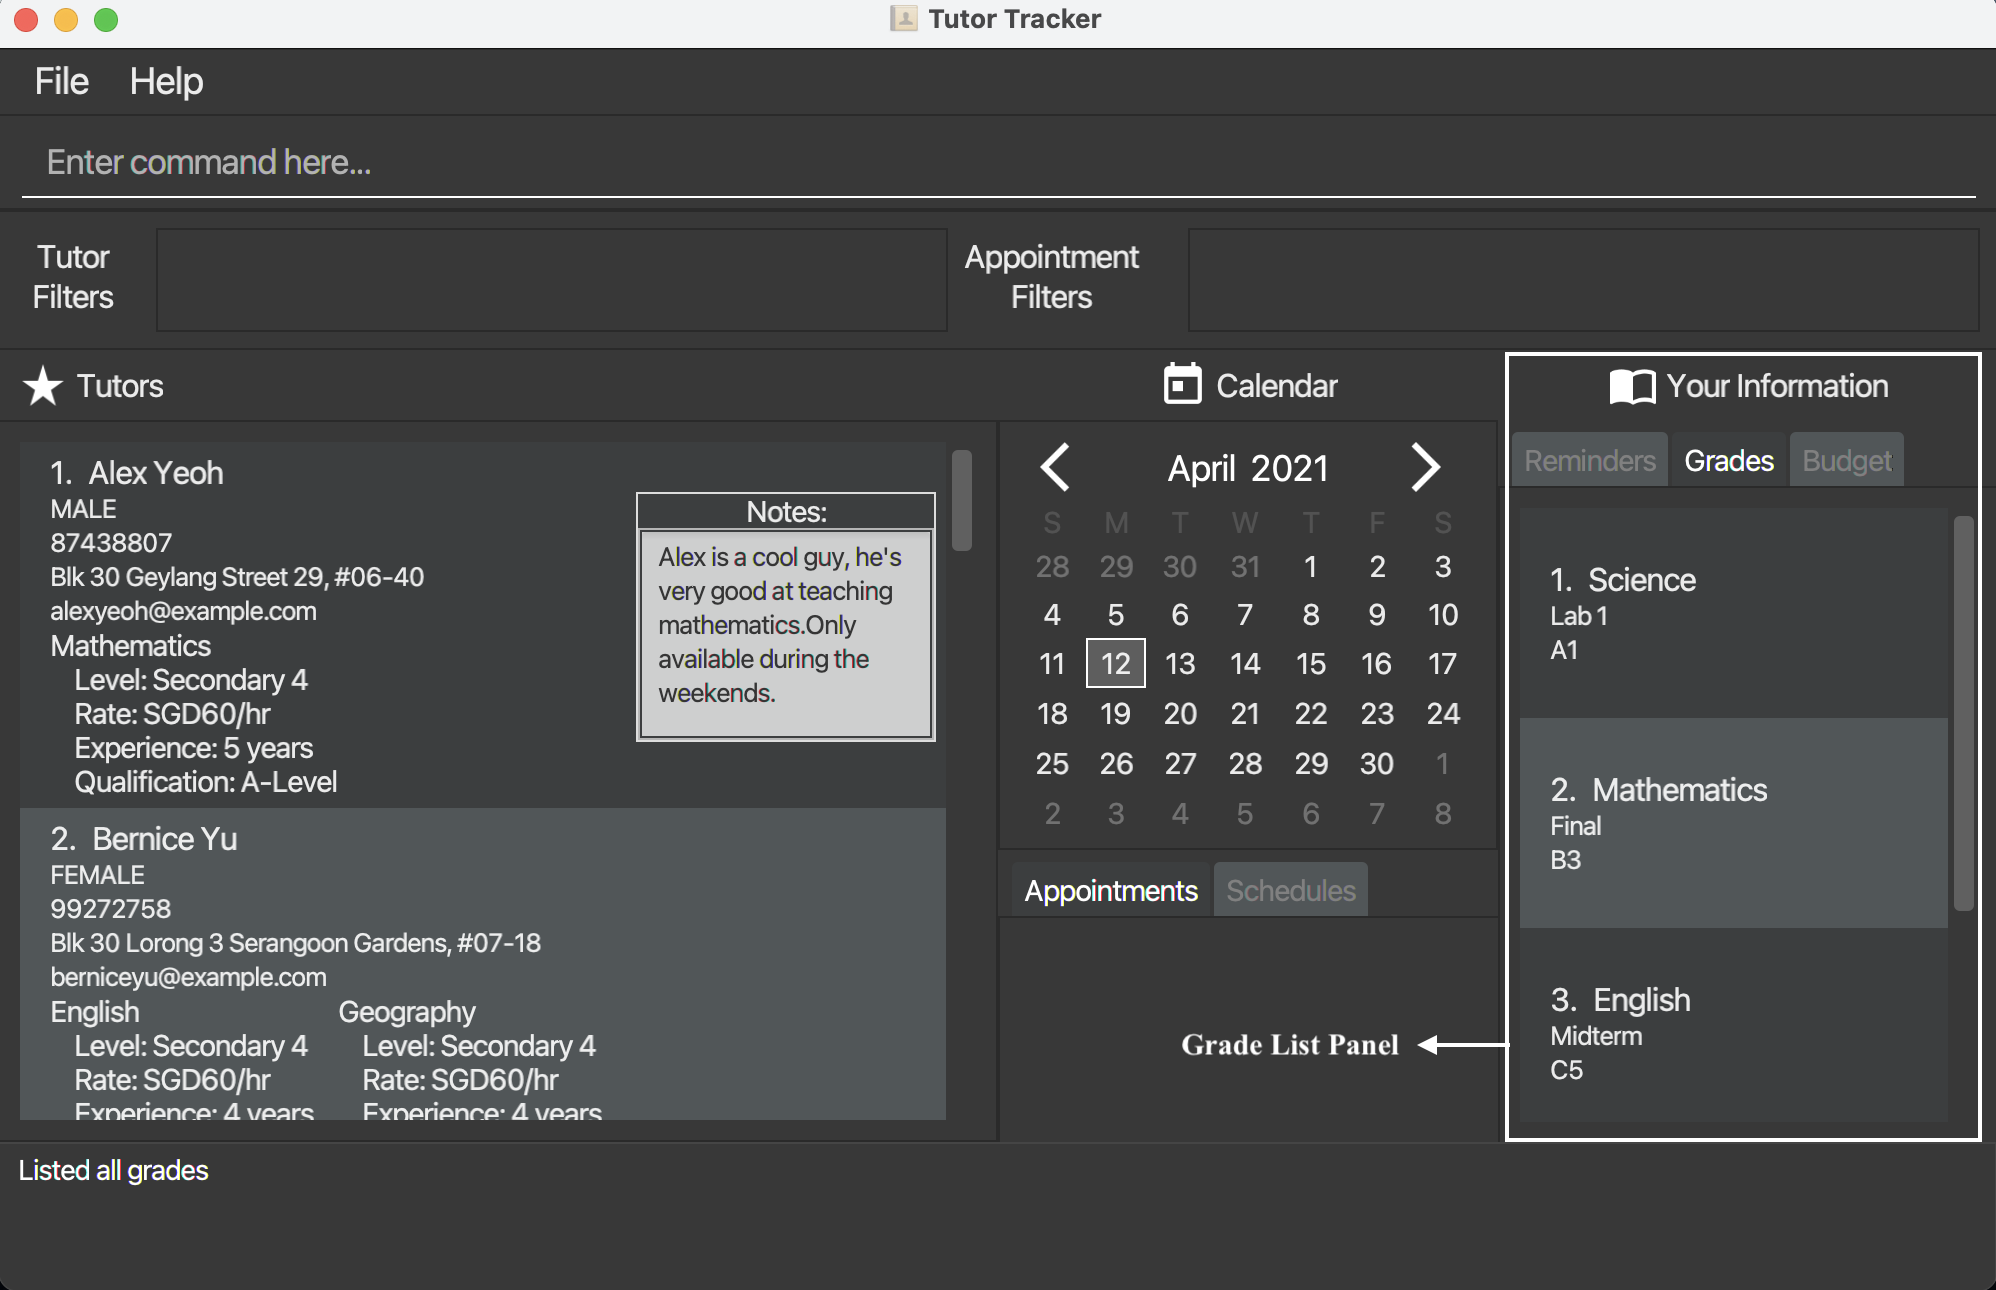 Tutor Tracker
File Help
Enter command here...
Tutor
Filters
Appointment
Filters
Tutors
1. Alex Yeoh
MALE
87438807
Blk 30 Geylang Street 29, #06-40
alexyeoh@example.com
Mathematics
Level: Secondary 4
Rate: SGD60/hr
Experience: 5 years
Qualification: A-Level
Notes:
Alex is a cool guy, he's
very good at teaching
mathematics.Only
available during the
weekends.
2. Bernice Yu
FEMALE
99272758
Blk 30 Lorong 3 Serangoon Gardens, #07-18
berniceyu@example.com
English Geography
Level: Secondary 4 Level: Secondary 4
Rate: SGD60/hr Rate: SGD60/hr
Experience: 4 years Experience: 4 years
Calendar
April 2021
S M T W T F S
28 29 30 31 1 2 3
4 5 6 7 8 9 10
11 12 13 14 15 16 17
18 19 20 21 22 23 24
25 26 27 28 29 30 1
2 3 4 5 6 7 8
Appointments Schedules
Grade List Panel
Your Information
Reminders Grades Budget
1. Science
Lab 1
A1
2. Mathematics
Final
B3
3. English
Midterm
C5
Listed all grades